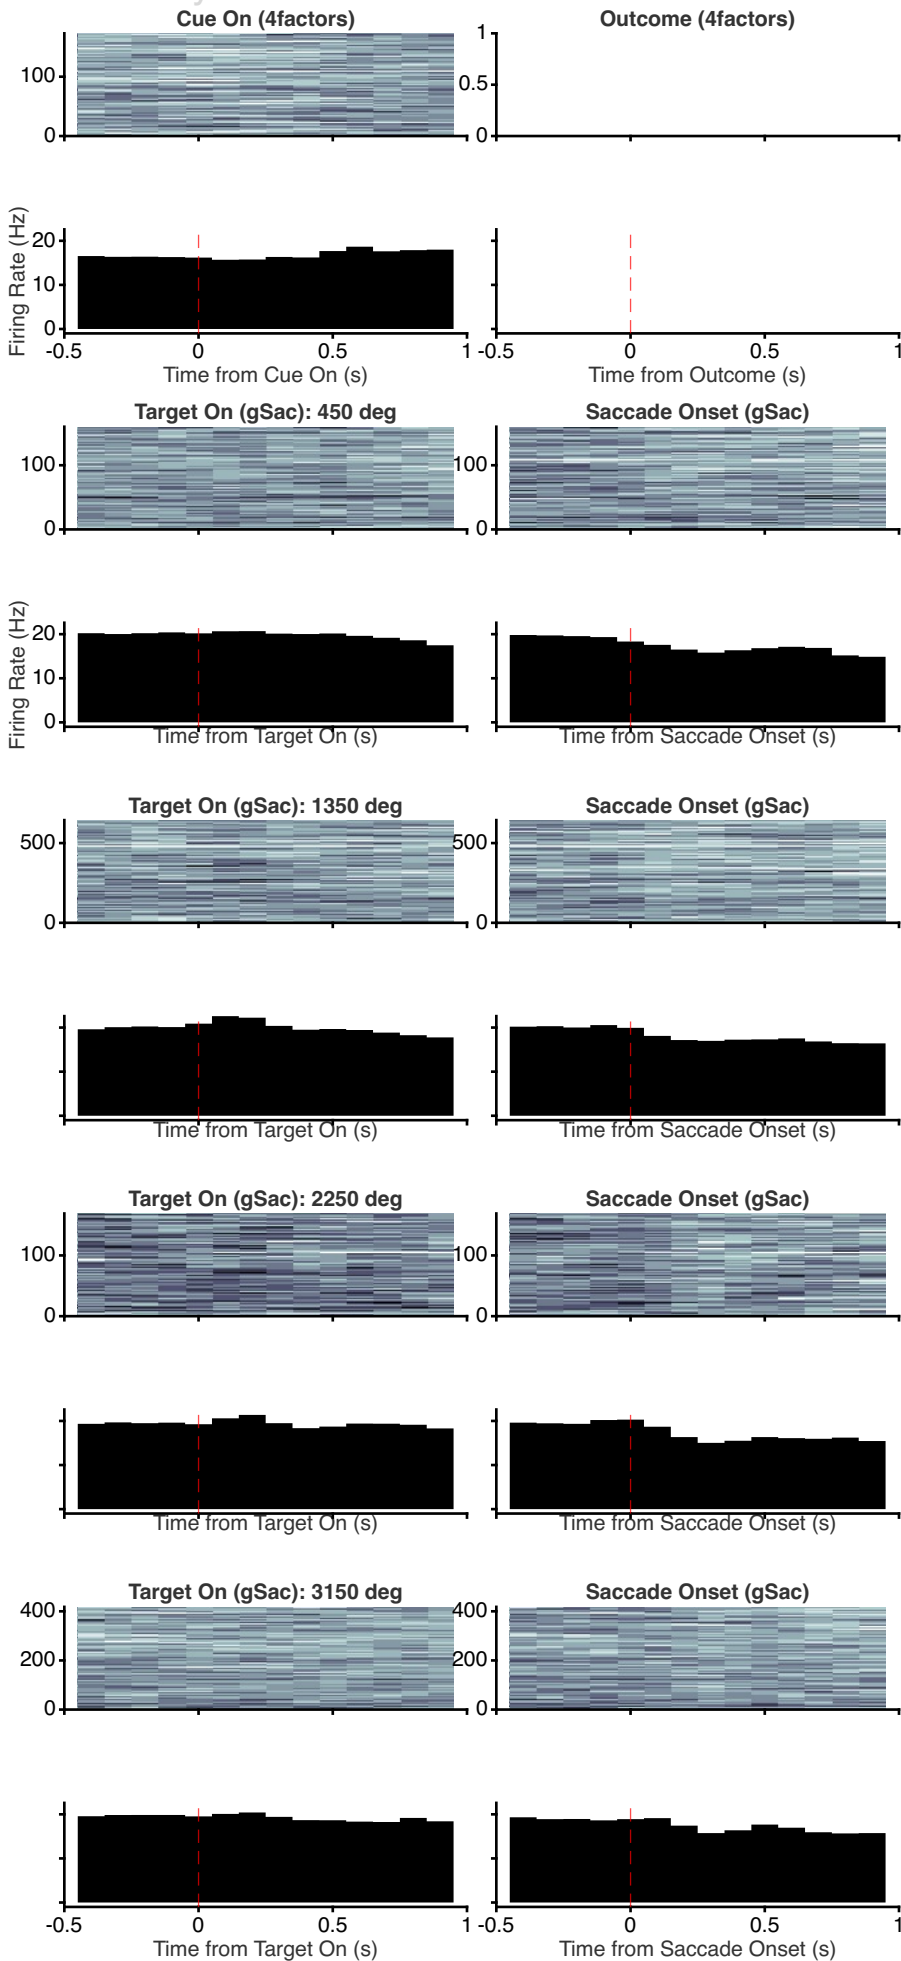 Cue On (4factors)
Outcome (4factors)
100
0
1
0.5
0
Firing Rate (Hz)
20
10
0
-0.5 0 0.5 1
Time from Cue On (s)
-0.5 0 0.5 1
Time from Outcome (s)
Target On (gSac): 450 deg
Saccade Onset (gSac)
100
0
100
0
Firing Rate (Hz)
20
10
0
Time from Target On (s)
Time from Saccade Onset (s)
Target On (gSac): 1350 deg
Saccade Onset (gSac)
500
0
500
0
Time from Target On (s)
Time from Saccade Onset (s)
Target On (gSac): 2250 deg
Saccade Onset (gSac)
100
0
100
0
Time from Target On (s)
Time from Saccade Onset (s)
Target On (gSac): 3150 deg
Saccade Onset (gSac)
400
200
0
400
200
0
-0.5 0 0.5 1
Time from Target On (s)
-0.5 0 0.5 1
Time from Saccade Onset (s)